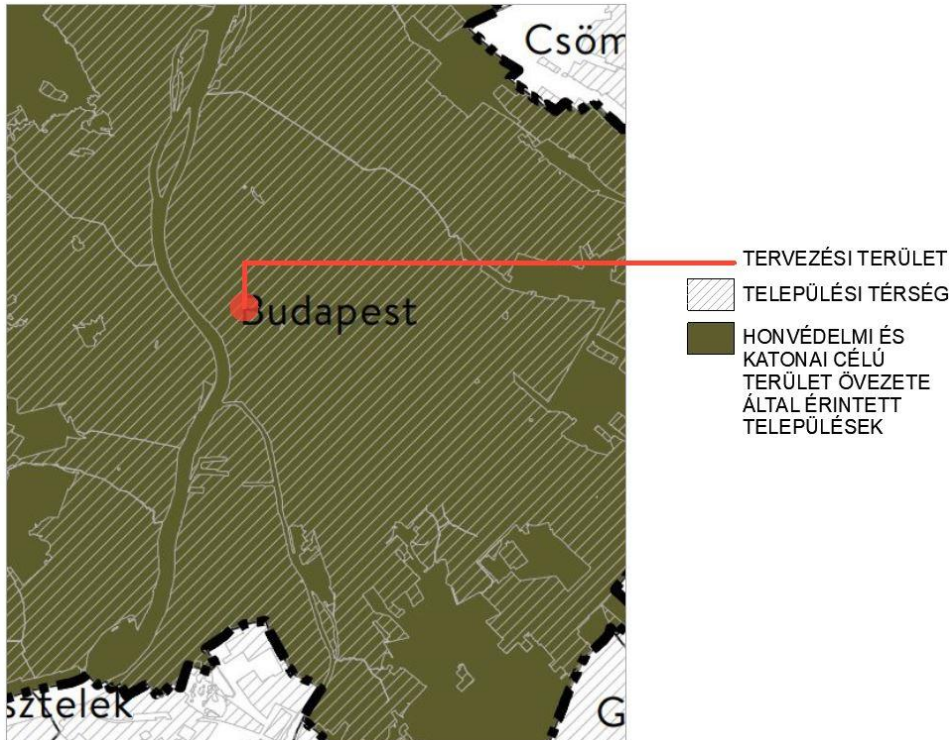 Csöm
Budapest
TERVEZÉSI TERÜLET
TELEPÜLÉSI TÉRSÉG
HONVÉDELMI ÉS
KATONAI CÉLÚ
TERÜLET ÖVEZETE
ÁLTAL ÉRINTETT
TELEPÜLÉSEK
sztelek
G